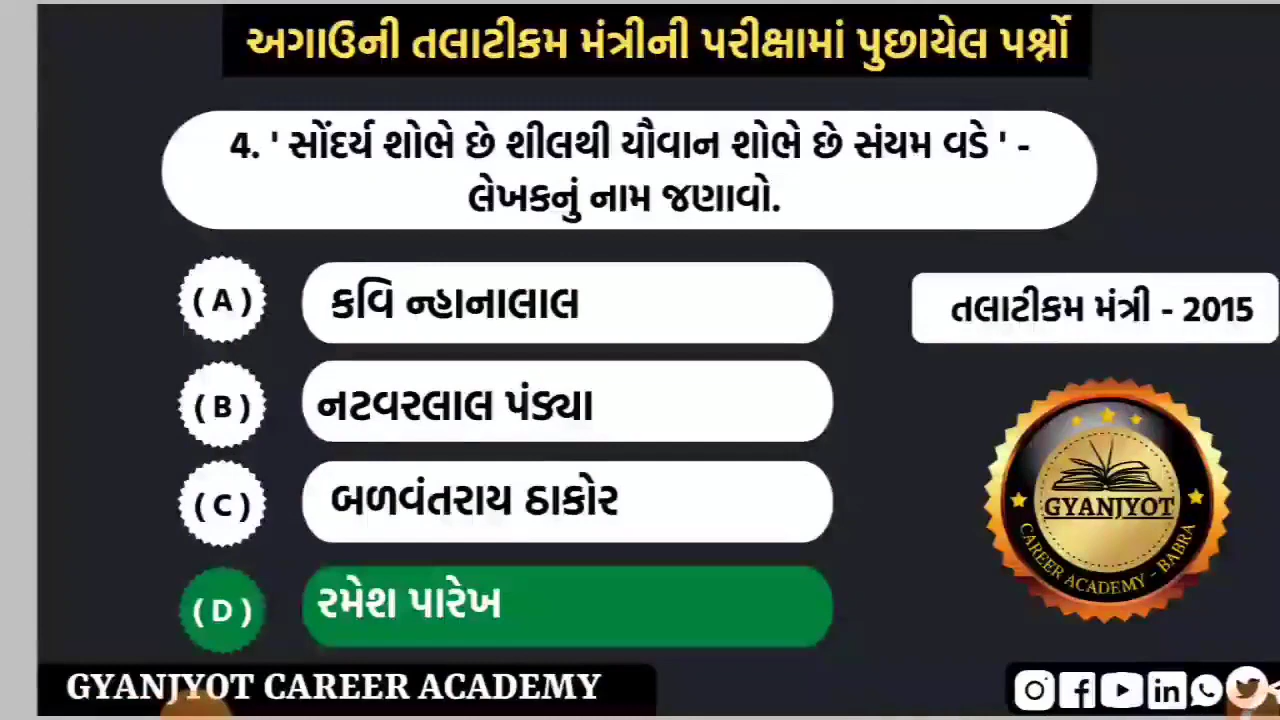 અગાઉની તલાટીકમ મંત્રીની પરીક્ષામાં પુછાયેલ પર્શ્નો
4. ' સોંદર્ય શોભે છે શીલથી યૌવાન શોભે છે સંયમ વડે ' -
લેખકનું નામ જણાવો.
( A ) કવિ ન્હાનાલાલ
તલાટીકમ મંત્રી - 2015
( B ) નટવરલાલ પંડ્યા
( C ) બળવંતરાય ઠાકોર
( D ) રમેશ પારેખ
GYANJYOT
CAREER ACADEMY - BABRA
GYANJYOT CAREER ACADEMY